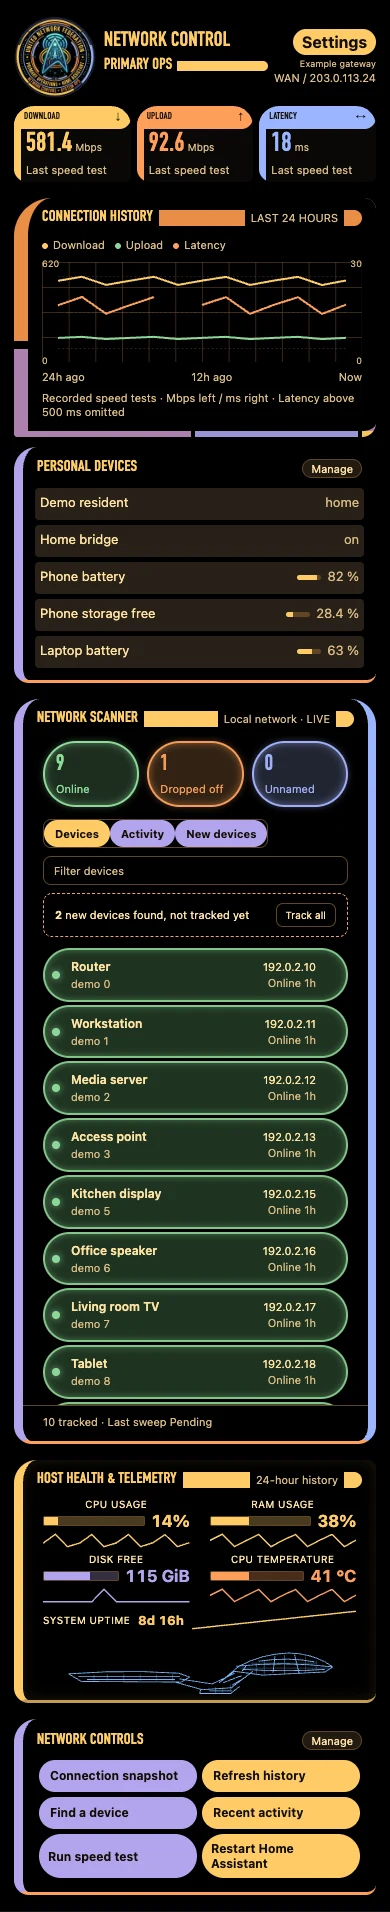 NETWORK CONTROL
PRIMARY OPS
Settings
Example gateway
WAN / 203.0.113.24
DOWNLOAD ↓
581.4 Mbps
Last speed test
UPLOAD ↑
92.6 Mbps
Last speed test
LATENCY ↔
18 ms
Last speed test
CONNECTION HISTORY
LAST 24 HOURS
Download
Upload
Latency
620
30
0
0
24h ago
12h ago
Now
Recorded speed tests · Mbps left / ms right · Latency above
500 ms omitted
PERSONAL DEVICES
Manage
Demo resident home
Home bridge on
Phone battery 82 %
Phone storage free 28.4 %
Laptop battery 63 %
NETWORK SCANNER
Local network · LIVE
9
Online
1
Dropped off
0
Unnamed
Devices
Activity
New devices
Filter devices
2 new devices found, not tracked yet
Track all
Router 192.0.2.10
demo 0 Online 1h
Workstation 192.0.2.11
demo 1 Online 1h
Media server 192.0.2.12
demo 2 Online 1h
Access point 192.0.2.13
demo 3 Online 1h
Kitchen display 192.0.2.15
demo 5 Online 1h
Office speaker 192.0.2.16
demo 6 Online 1h
Living room TV 192.0.2.17
demo 7 Online 1h
Tablet 192.0.2.18
demo 8 Online 1h
10 tracked · Last sweep Pending
HOST HEALTH & TELEMETRY
24-hour history
CPU USAGE
14%
RAM USAGE
38%
DISK FREE
115 GiB
CPU TEMPERATURE
41 °C
SYSTEM UPTIME 8d 16h
NETWORK CONTROLS
Manage
Connection snapshot
Refresh history
Find a device
Recent activity
Run speed test
Restart Home
Assistant